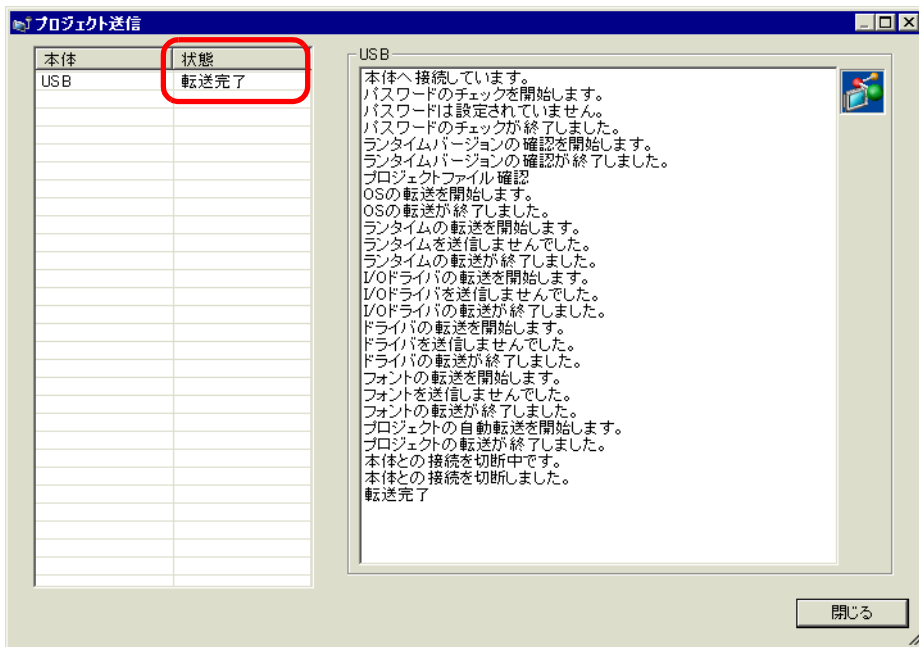 プロジェクト送信
本体 状態
USB 転送完了
USB
本体へ接続しています。
パスワードのチェックを開始します。
パスワードは設定されていません。
パスワードのチェックが終了しました。
ランタイムバージョンの確認を開始します。
ランタイムバージョンの確認が終了しました。
プロジェクトファイル確認
OSの転送を開始します。
OSの転送が終了しました。
ランタイムの転送を開始します。
ランタイムを送信しませんでした。
ランタイムの転送が終了しました。
I/Oドライバの転送を開始します。
I/Oドライバを送信しませんでした。
I/Oドライバの転送が終了しました。
ドライバの転送を開始します。
ドライバを送信しませんでした。
ドライバの転送が終了しました。
フォントの転送を開始します。
フォントを送信しませんでした。
フォントの転送が終了しました。
プロジェクトの自動転送を開始します。
プロジェクトの転送が終了しました。
本体との接続を切断中です。
本体との接続を切断しました。
転送完了
閉じる